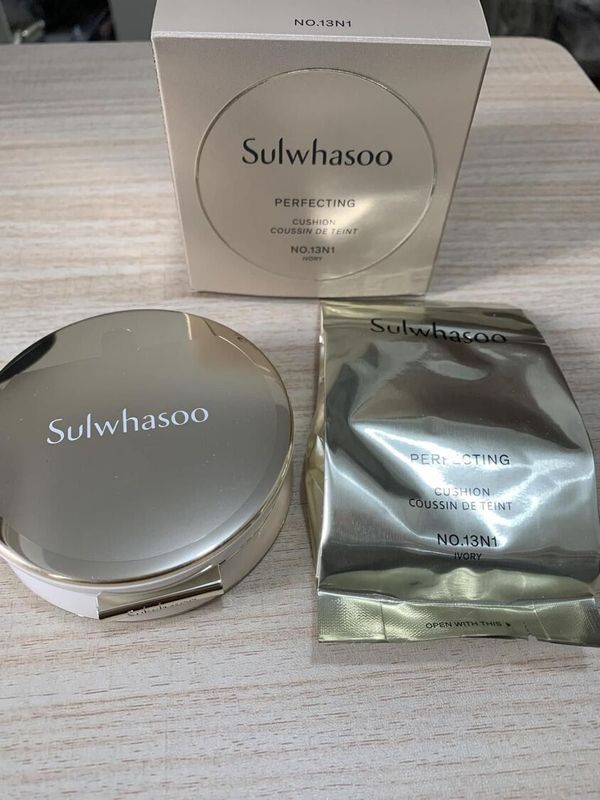 NO.13N1
Sulwhasoo
PERFECTING
CUSHION
COUSSIN DE TEINT
NO.13N1
IVORY
Sulwhasoo
Sulwhasoo
Sulwhasoo
PERFECTING
CUSHION
COUSSIN DE TEINT
NO.13N1
IVORY
OPEN WITH THIS